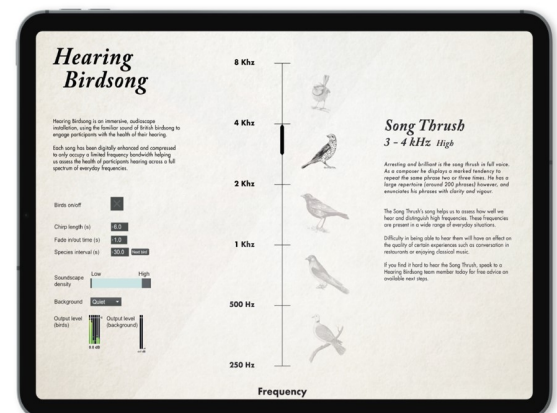 Hearing
Birdsong
Hearing Birdsong is an immersive, audioscape
installation, using the familiar sound of British birdsong to
engage participants with the health of their hearing.
Each song has been digitally enhanced and compressed
to only occupy a limited frequency bandwidth helping
us assess the health of participants hearing across a full
spectrum of everyday frequencies.
Birds on/off
Chirp length (s)
Fade in/out time (s)
Species interval (s)
Next bird
Soundscape
density
Low
High
Background
Quiet
Output level
(birds)
Output level
(background)
8 Khz
4 Khz
2 Khz
1 Khz
500 Hz
250 Hz
Frequency
Song Thrush
3 - 4 kHz High
Arresting and brilliant is the song thrush in full voice.
As a composer he displays a marked tendency to
repeat the same phrase two or three times. He has a
large repertoire (around 200 phrases) however, and
enunciates his phrases with clarity and vigour.
The Song Thrush's song helps us to assess how well we
hear and distinguish high frequencies. These frequencies
are present in a wide range of everyday situations.
Difficulty in being able to hear them will have an effect on
the quality of certain experiences such as conversation in
restaurants or enjoying classical music.
If you find it hard to hear the Song Thrush, speak to a
Hearing Birdsong team member today for free advice on
available next steps.